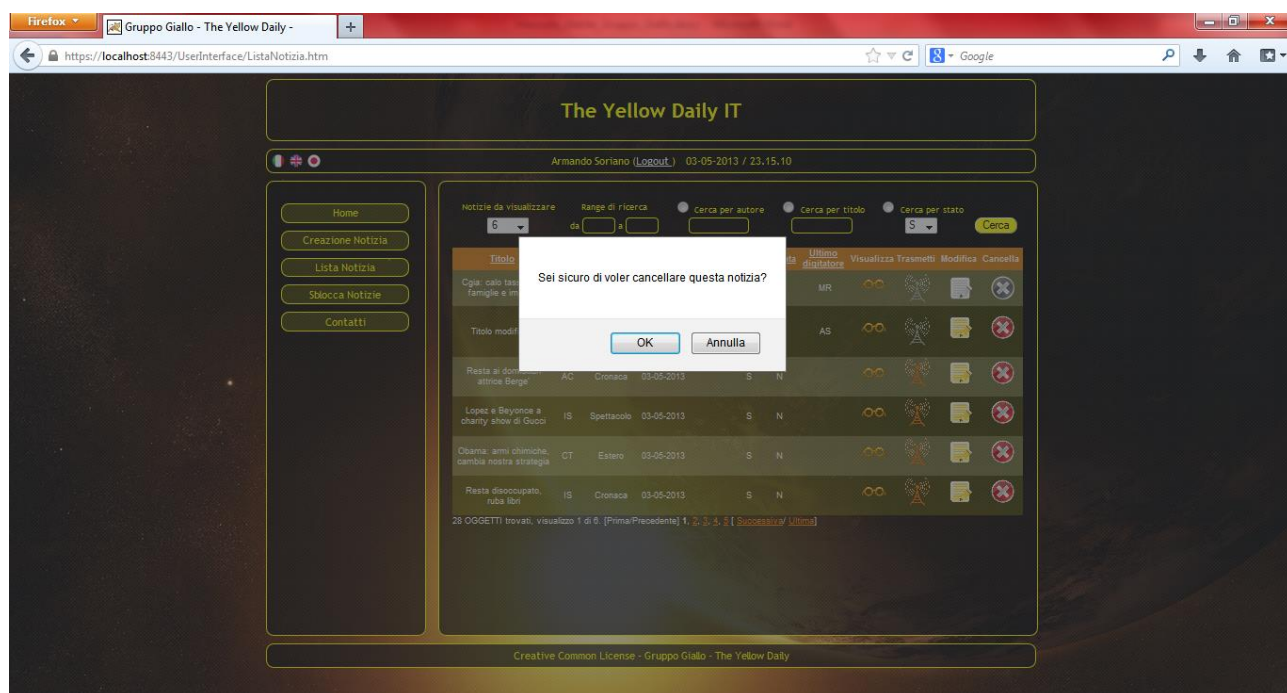 Firefox
Gruppo Giallo - The Yellow Daily -
https://localhost:8443/UserInterface/ListaNotizia.htm
Google
The Yellow Daily IT
Armando Soriano (Logout ) 03-05-2013 / 23.15.10
Home
Creazione Notizia
Lista Notizia
Sblocca Notizie
Contatti
Notizie da visualizzare Range di ricerca Cerca per autore Cerca per titolo Cerca per stato
6 da a S Cerca
Titolo Ultimo digitatore Visualizza Trasmetti Modifica Cancella
Sei sicuro di voler cancellare questa notizia?
OK Annulla
Cgia: calo
famiglie e MR
Titolo AS
Resta ai
attrice Berge' AC Cronaca 03-05-2013 S N
Lopez e Beyonce a
charity show di Gucci IS Spettacolo 03-05-2013 S N
Obama: armi chimiche,
cambia nostra strategia CT Estero 03-05-2013 S N
Resta disoccupato,
ruba libri IS Cronaca 03-05-2013 S N
28 OGGETTI trovati, visualizzo 1 di 6. [Prima/Precedente] 1, 2, 3, 4, 5 [ Successiva/ Ultima]
Creative Common License - Gruppo Giallo - The Yellow Daily